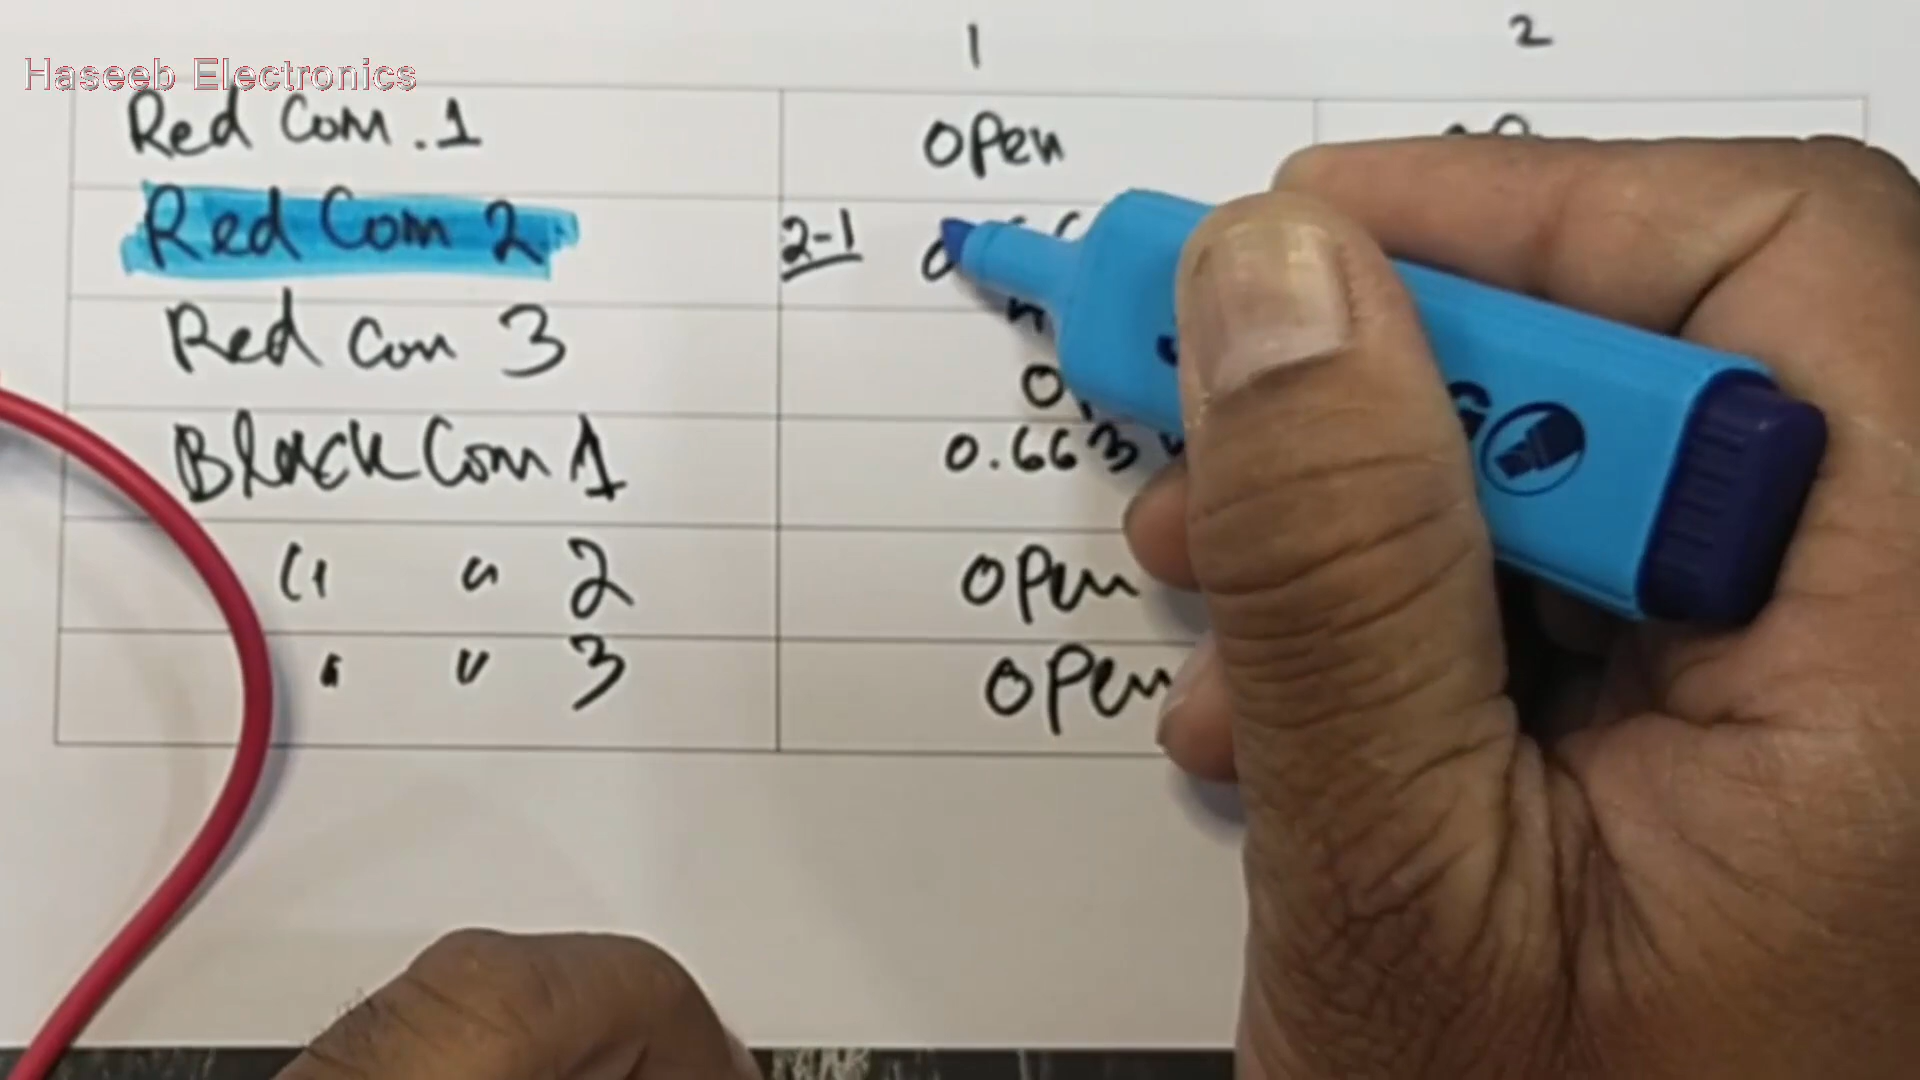 1 2
Haseeb Electronics
Red Com . 1 open
Red Com 2 2-1
Red Com 3
Black Com 1 0.663
" " 2 open
" " 3 open